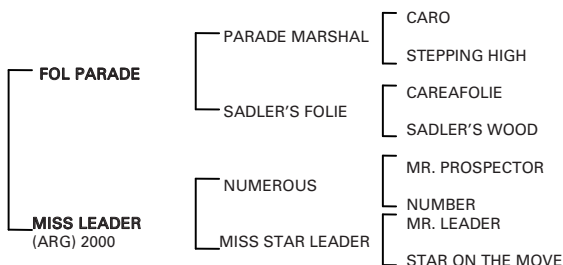 FOL PARADE
MISS LEADER
(ARG) 2000
PARADE MARSHAL
SADLER'S FOLIE
NUMEROUS
MISS STAR LEADER
CARO
STEPPING HIGH
CAREAFOLIE
SADLER'S WOOD
MR. PROSPECTOR
NUMBER
MR. LEADER
STAR ON THE MOVE